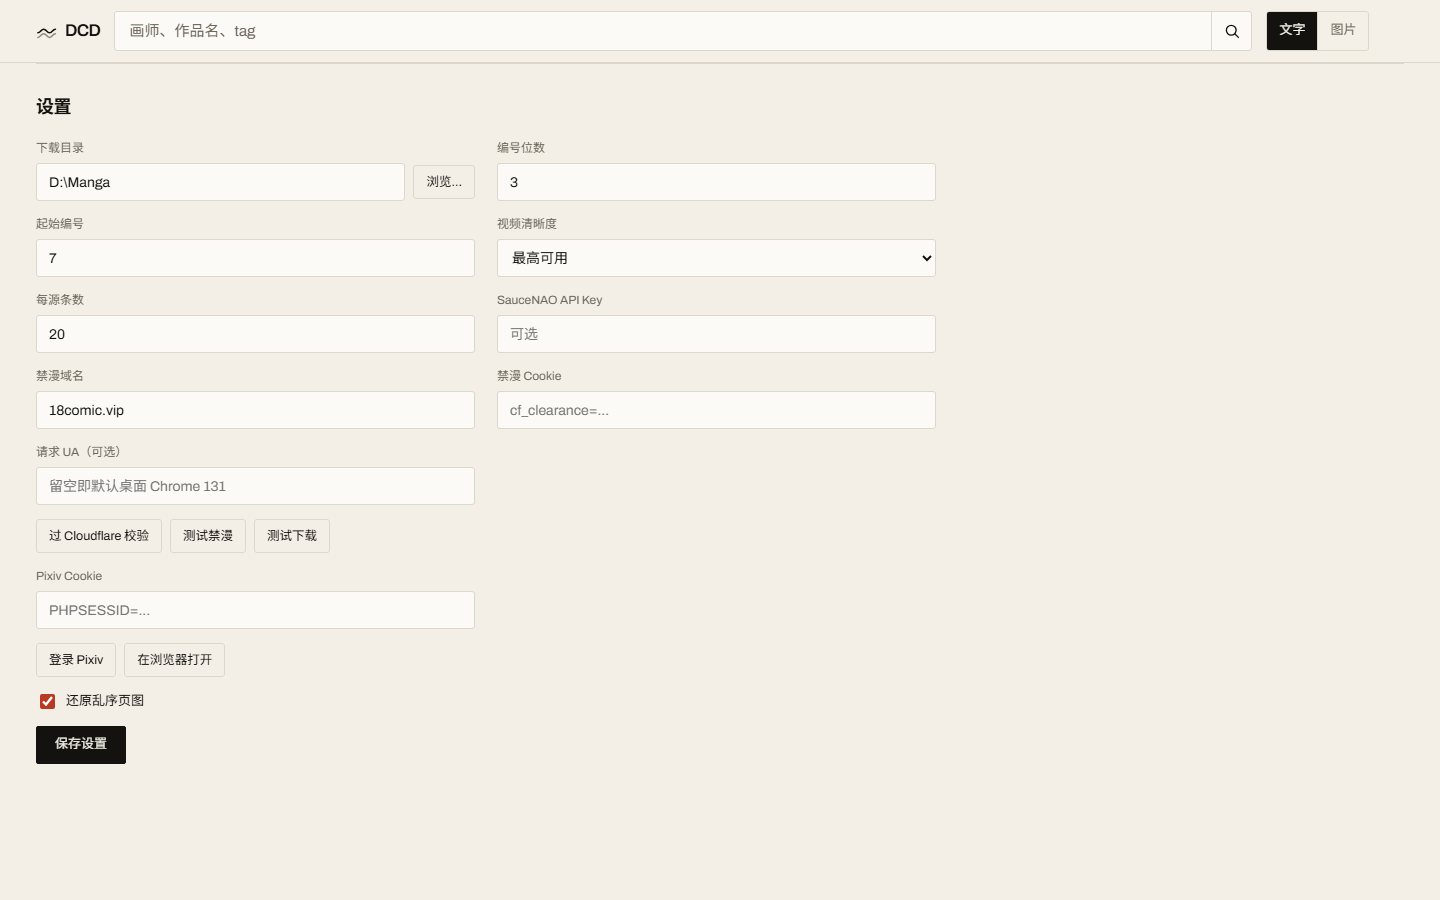 DCD
画师、作品名、tag
文字
图片
设置
下载目录
编号位数
D:\Manga
浏览...
3
起始编号
视频清晰度
7
最高可用
每源条数
SauceNAO API Key
20
可选
禁漫域名
禁漫 Cookie
18comic.vip
cf_clearance=...
请求 UA（可选）
留空即默认桌面 Chrome 131
过 Cloudflare 校验
测试禁漫
测试下载
Pixiv Cookie
PHPSESSID=...
登录 Pixiv
在浏览器打开
还原乱序页图
保存设置